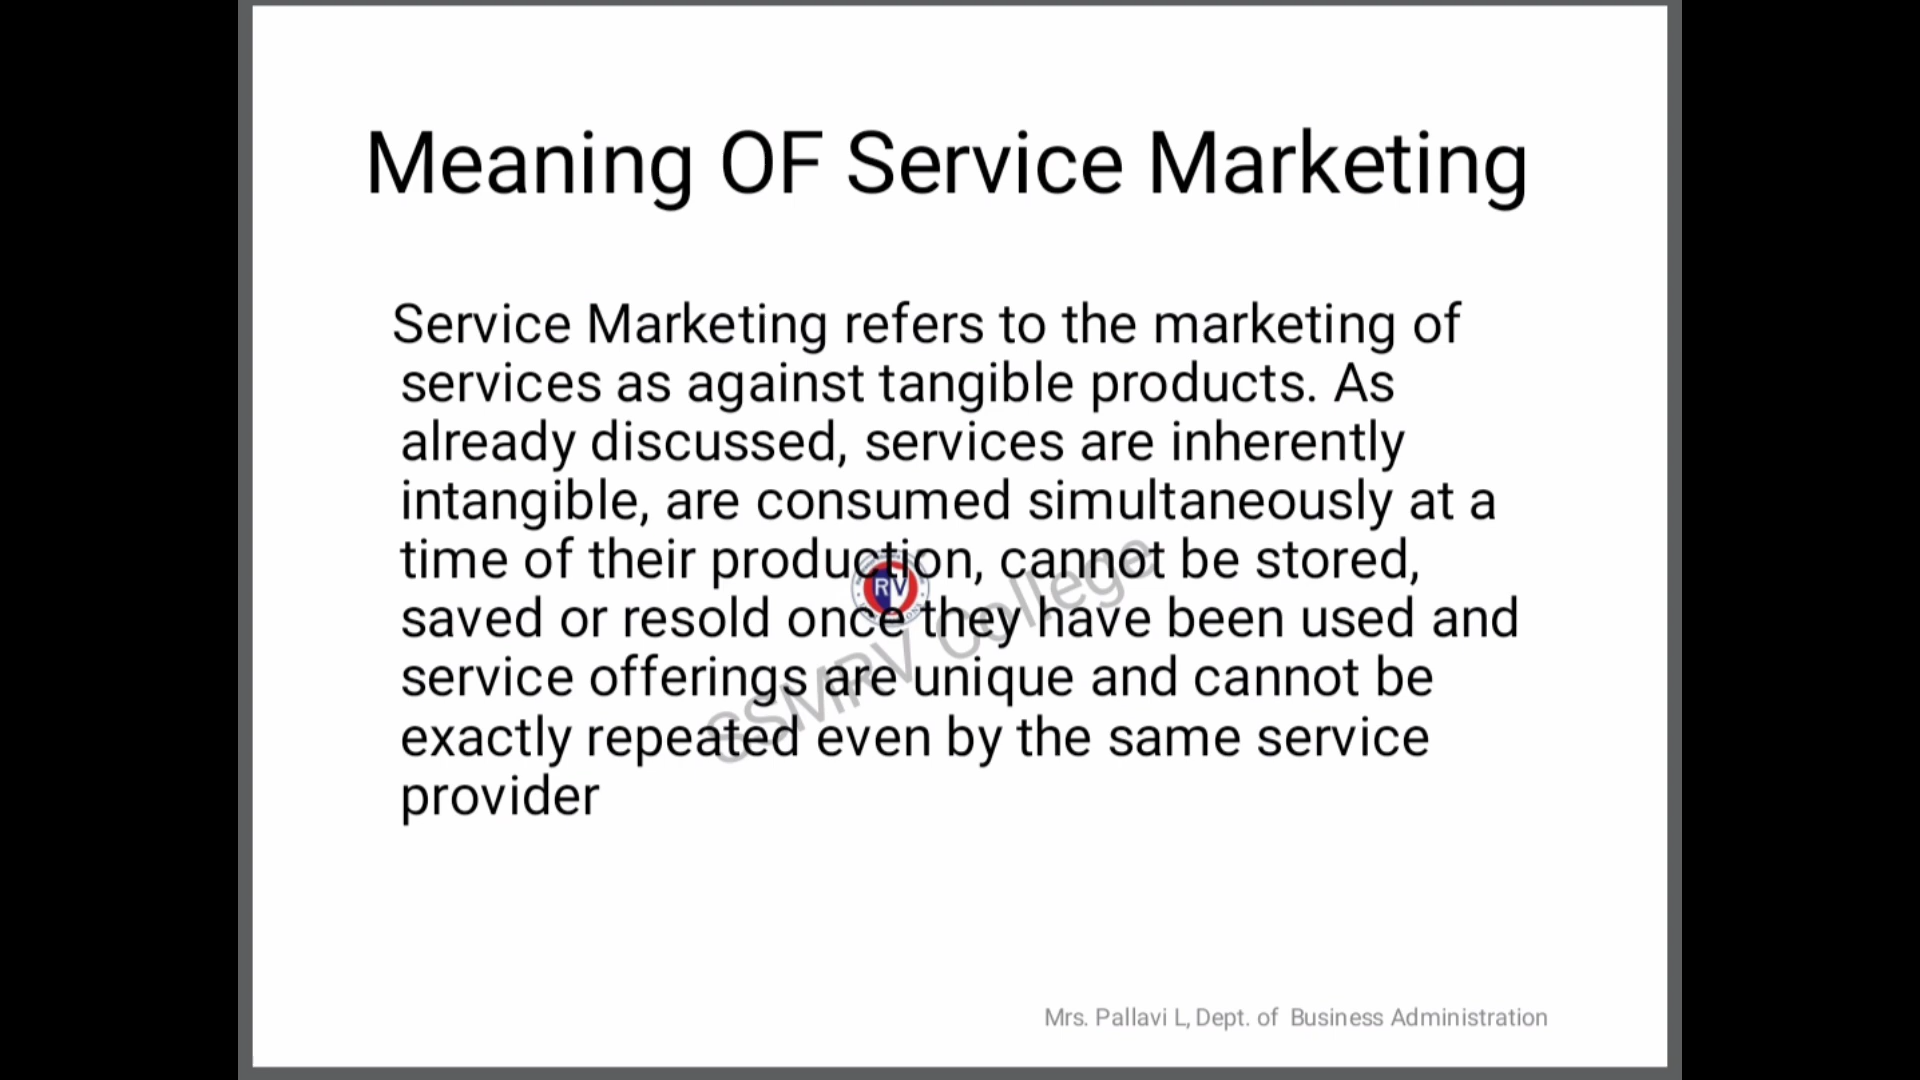 Meaning OF Service Marketing
Service Marketing refers to the marketing of
services as against tangible products. As
already discussed, services are inherently
intangible, are consumed simultaneously at a
time of their production, cannot be stored,
saved or resold once they have been used and
service offerings are unique and cannot be
exactly repeated even by the same service
provider
RV
SSMRV College
Mrs. Pallavi L, Dept. of Business Administration